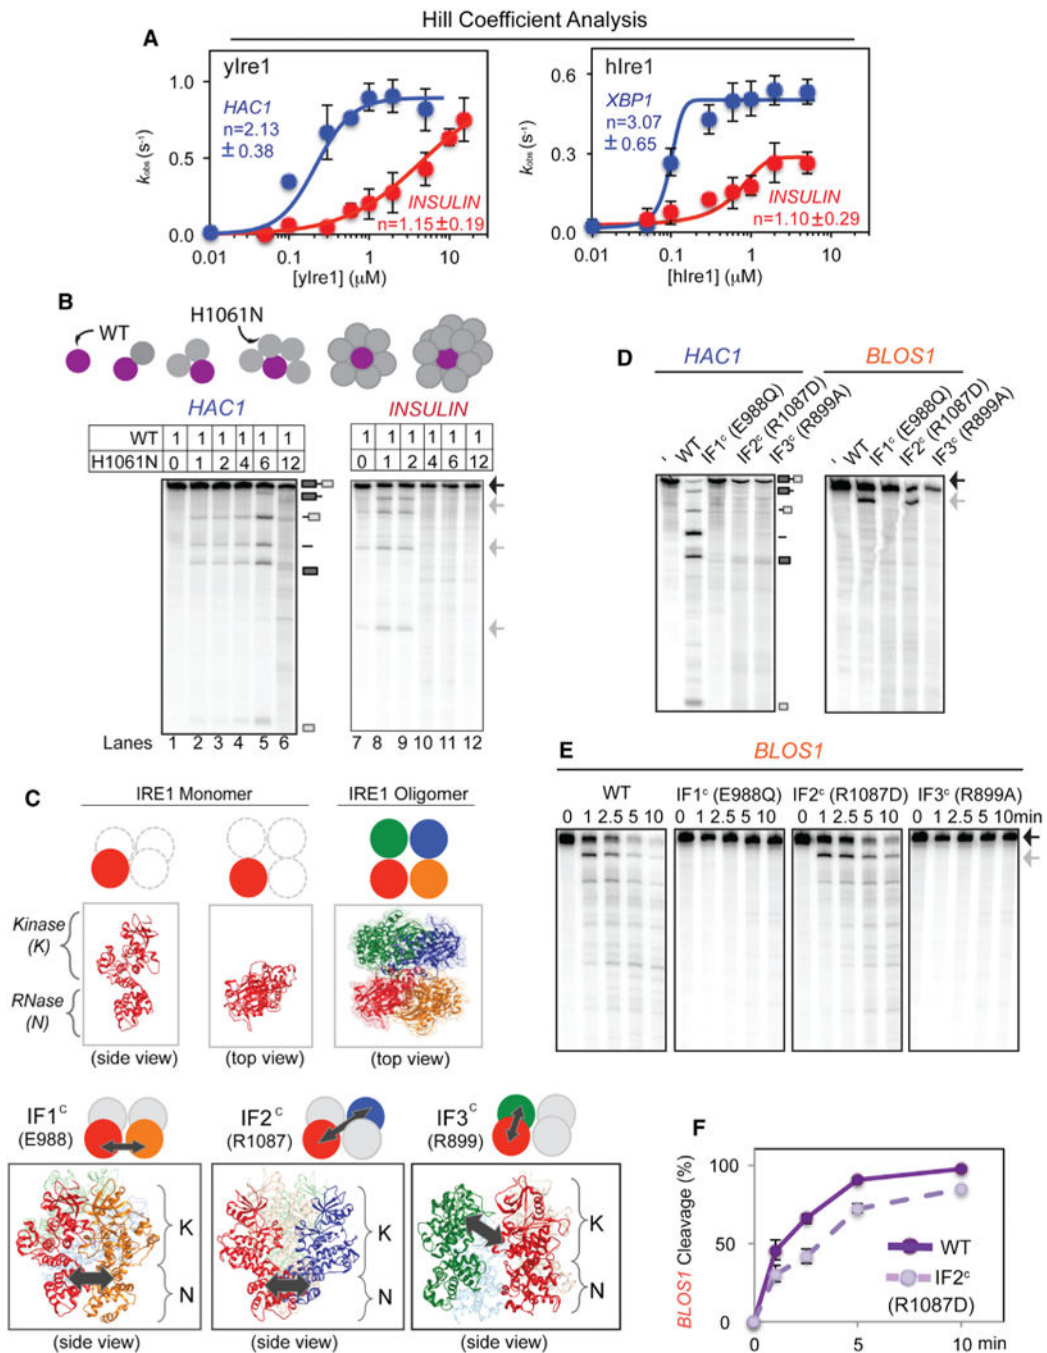 Hill Coefficient Analysis
A
yIre1
HAC1
n=2.13
± 0.38
INSULIN
n=1.15±0.19
kobs (s-1)
1.0
0.5
0.0
0.01 0.1 1 10
[yIre1] (μM)
hIre1
XBP1
n=3.07
± 0.65
INSULIN
n=1.10±0.29
kobs (s-1)
0.6
0.3
0.0
0.01 0.1 1 10
[hIre1] (μM)
B
WT
H1061N
HAC1
WT 1 1 1 1 1 1
H1061N 0 1 2 4 6 12
INSULIN
1 1 1 1 1 1
0 1 2 4 6 12
Lanes 1 2 3 4 5 6 7 8 9 10 11 12
C
IRE1 Monomer
IRE1 Oligomer
Kinase
(K)
RNase
(N)
(side view)
(top view)
(top view)
IF1C
(E988)
IF2C
(R1087)
IF3C
(R899)
K
N
K
N
K
N
(side view)
(side view)
(side view)
D
HAC1
BLOS1
- WT IF1c (E988Q) IF2c (R1087D) IF3c (R899A)
- WT IF1c (E988Q) IF2c (R1087D) IF3c (R899A)
E
BLOS1
WT IF1c (E988Q) IF2c (R1087D) IF3c (R899A)
0 1 2.5 5 10 0 1 2.5 5 10 0 1 2.5 5 10 0 1 2.5 5 10min
F
BLOS1 Cleavage (%)
100
50
0
0 5 10 min
WT
IF2c
(R1087D)